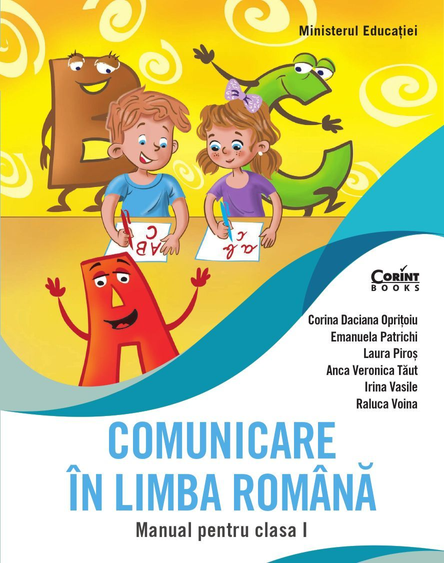 Ministerul Educației
B
C
ABC
a b
c
A
CORINT
BOOKS
Corina Daciana Oprițoiu
Emanuela Patrichi
Laura Piroș
Anca Veronica Tăut
Irina Vasile
Raluca Voina
COMUNICARE
ÎN LIMBA ROMÂNĂ
Manual pentru clasa I